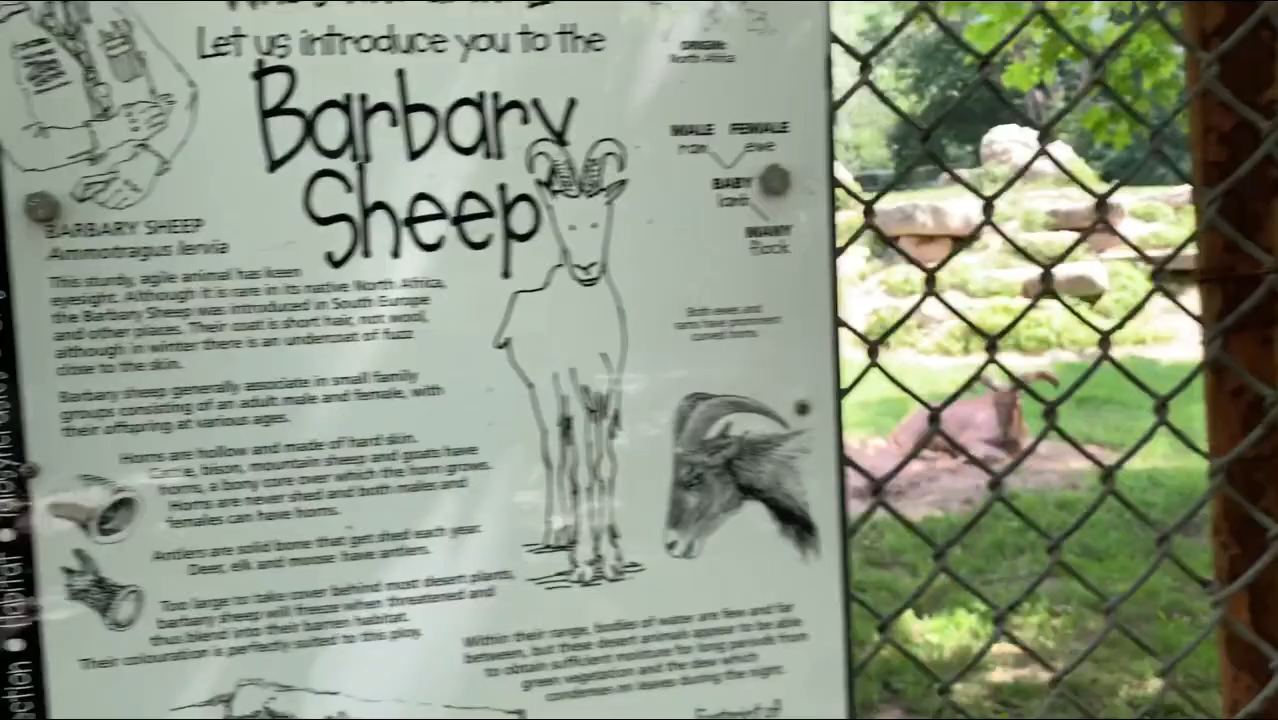 Let us introduce you to the
Barbary
Sheep
ORIGIN:
North Africa
MALE FEMALE
ram ewe
BABY
lamb
MANY
flock
BARBARY SHEEP
Ammotragus lervia
This sturdy, agile animal has keen
eyesight. Although it is rare in its native North Africa,
the Barbary Sheep was introduced in South Europe
and other places. Their coat is short hair, not wool,
although in winter there is an undercoat of fuzz
close to the skin.
Both ewes and
rams have prominent
curved horns.
Barbary sheep generally associate in small family
groups consisting of an adult male and female, with
their offspring at various ages.
Horns are hollow and made of hard skin.
Cattle, bison, mountain sheep and goats have
horns, a bony core over which the horn grows.
Horns are never shed and both males and
females can have horns.
Antlers are solid bone that get shed each year.
Deer, elk and moose have antlers.
Too large to take cover behind most desert plants,
barbary sheep will freeze when threatened and
thus blend into their barren habitat.
Their colouration is perfectly suited to this ploy.
Within their range, bodies of water are few and far
between, but these desert animals appear to be able
to obtain sufficient moisture for long periods from
green vegetation and the dew which
condenses on leaves during the night.
Footprint of
habitat